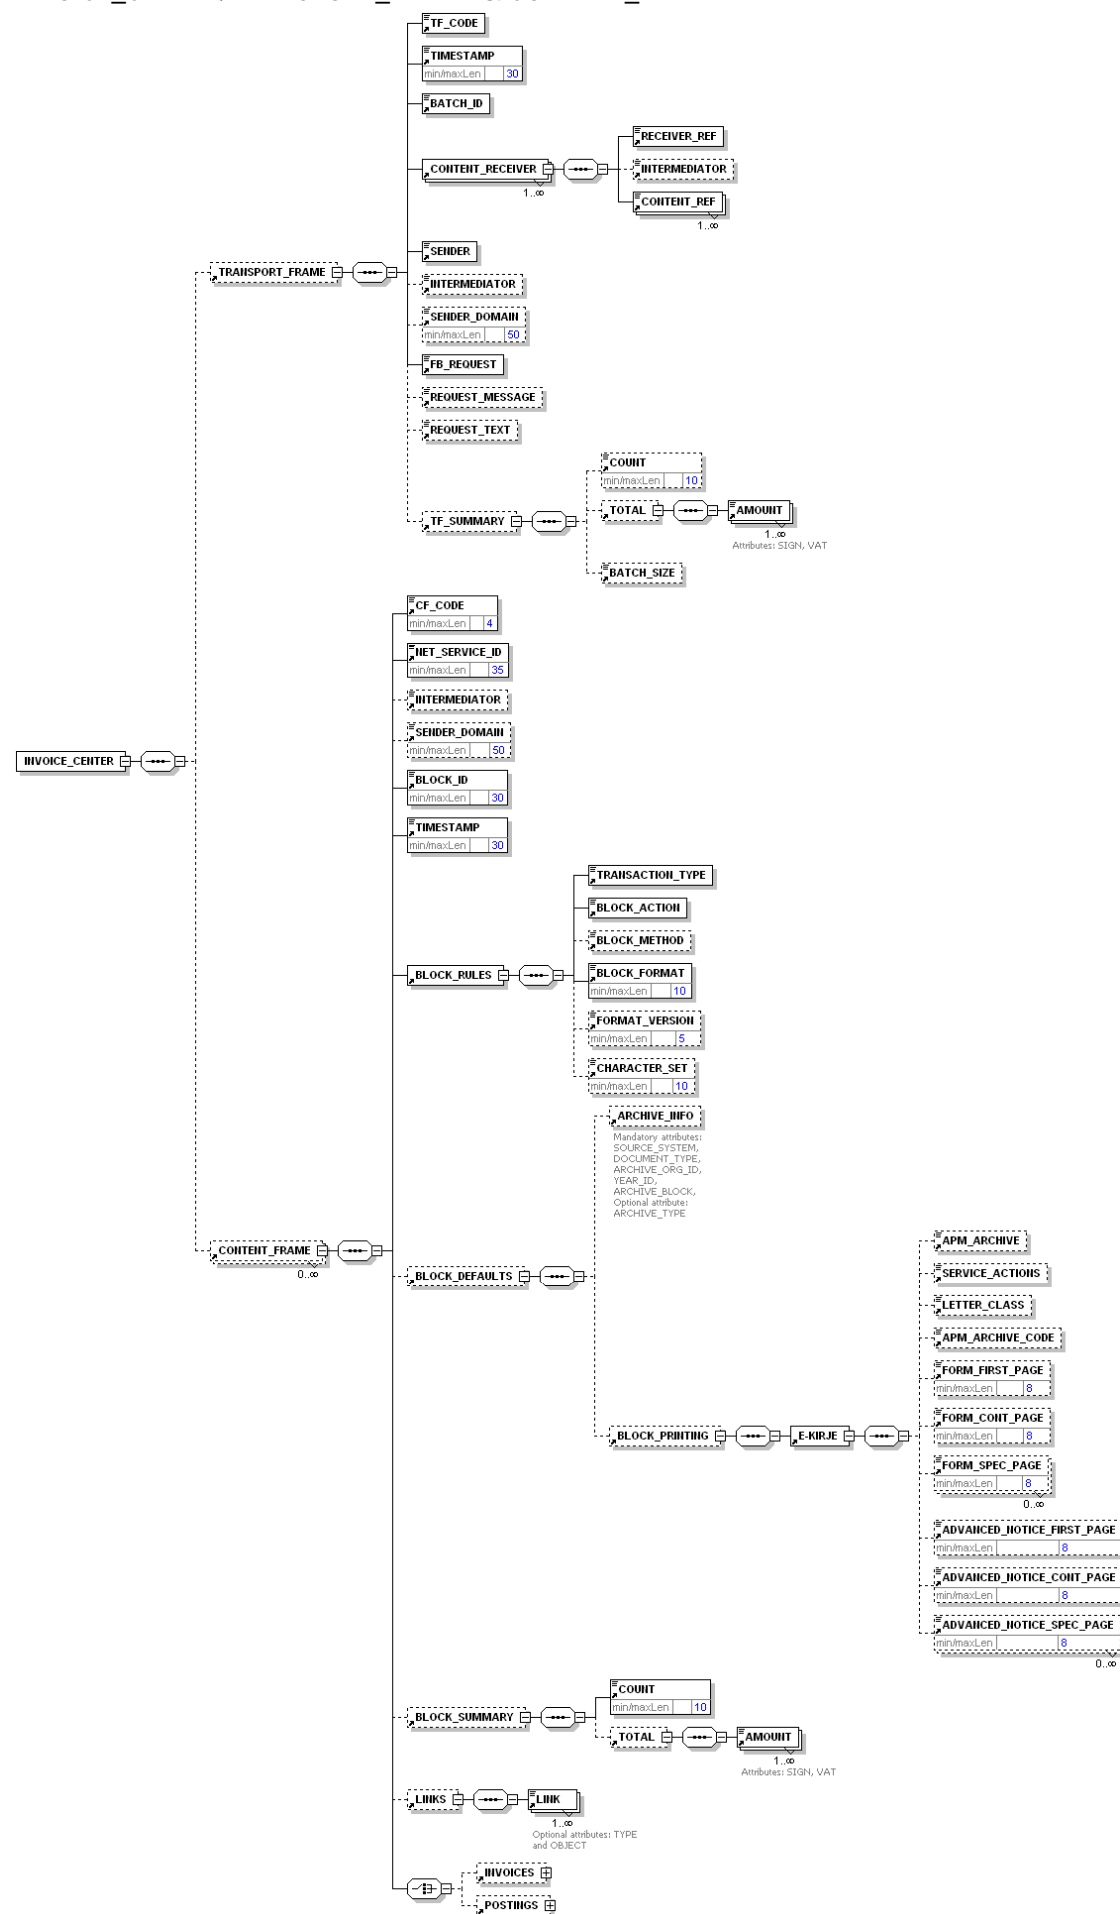 TF_CODE
TIMESTAMP
min/maxLen 30
BATCH_ID
CONTENT_RECEIVER
1..∞
RECEIVER_REF
INTERMEDIATOR
CONTENT_REF
1..∞
SENDER
TRANSPORT_FRAME
INTERMEDIATOR
SENDER_DOMAIN
min/maxLen 50
FB_REQUEST
REQUEST_MESSAGE
REQUEST_TEXT
TF_SUMMARY
COUNT
min/maxLen 10
TOTAL
AMOUNT
1..∞
Attributes: SIGN, VAT
BATCH_SIZE
CF_CODE
min/maxLen 4
NET_SERVICE_ID
min/maxLen 35
INTERMEDIATOR
SENDER_DOMAIN
min/maxLen 50
INVOICE_CENTER
BLOCK_ID
min/maxLen 30
TIMESTAMP
min/maxLen 30
BLOCK_RULES
TRANSACTION_TYPE
BLOCK_ACTION
BLOCK_METHOD
BLOCK_FORMAT
min/maxLen 10
FORMAT_VERSION
min/maxLen 5
CHARACTER_SET
min/maxLen 10
ARCHIVE_INFO
Mandatory attributes:
SOURCE_SYSTEM,
DOCUMENT_TYPE,
ARCHIVE_ORG_ID,
YEAR_ID,
ARCHIVE_BLOCK,
Optional attribute:
ARCHIVE_TYPE
CONTENT_FRAME
0..∞
BLOCK_DEFAULTS
APM_ARCHIVE
SERVICE_ACTIONS
LETTER_CLASS
APM_ARCHIVE_CODE
FORM_FIRST_PAGE
min/maxLen 8
BLOCK_PRINTING
E-KIRJE
FORM_CONT_PAGE
min/maxLen 8
FORM_SPEC_PAGE
min/maxLen 8
0..∞
ADVANCED_NOTICE_FIRST_PAGE
min/maxLen 8
ADVANCED_NOTICE_CONT_PAGE
min/maxLen 8
ADVANCED_NOTICE_SPEC_PAGE
min/maxLen 8
0..∞
BLOCK_SUMMARY
COUNT
min/maxLen 10
TOTAL
AMOUNT
1..∞
Attributes: SIGN, VAT
LINKS
LINK
1..∞
Optional attributes: TYPE
and OBJECT
INVOICES
POSTINGS